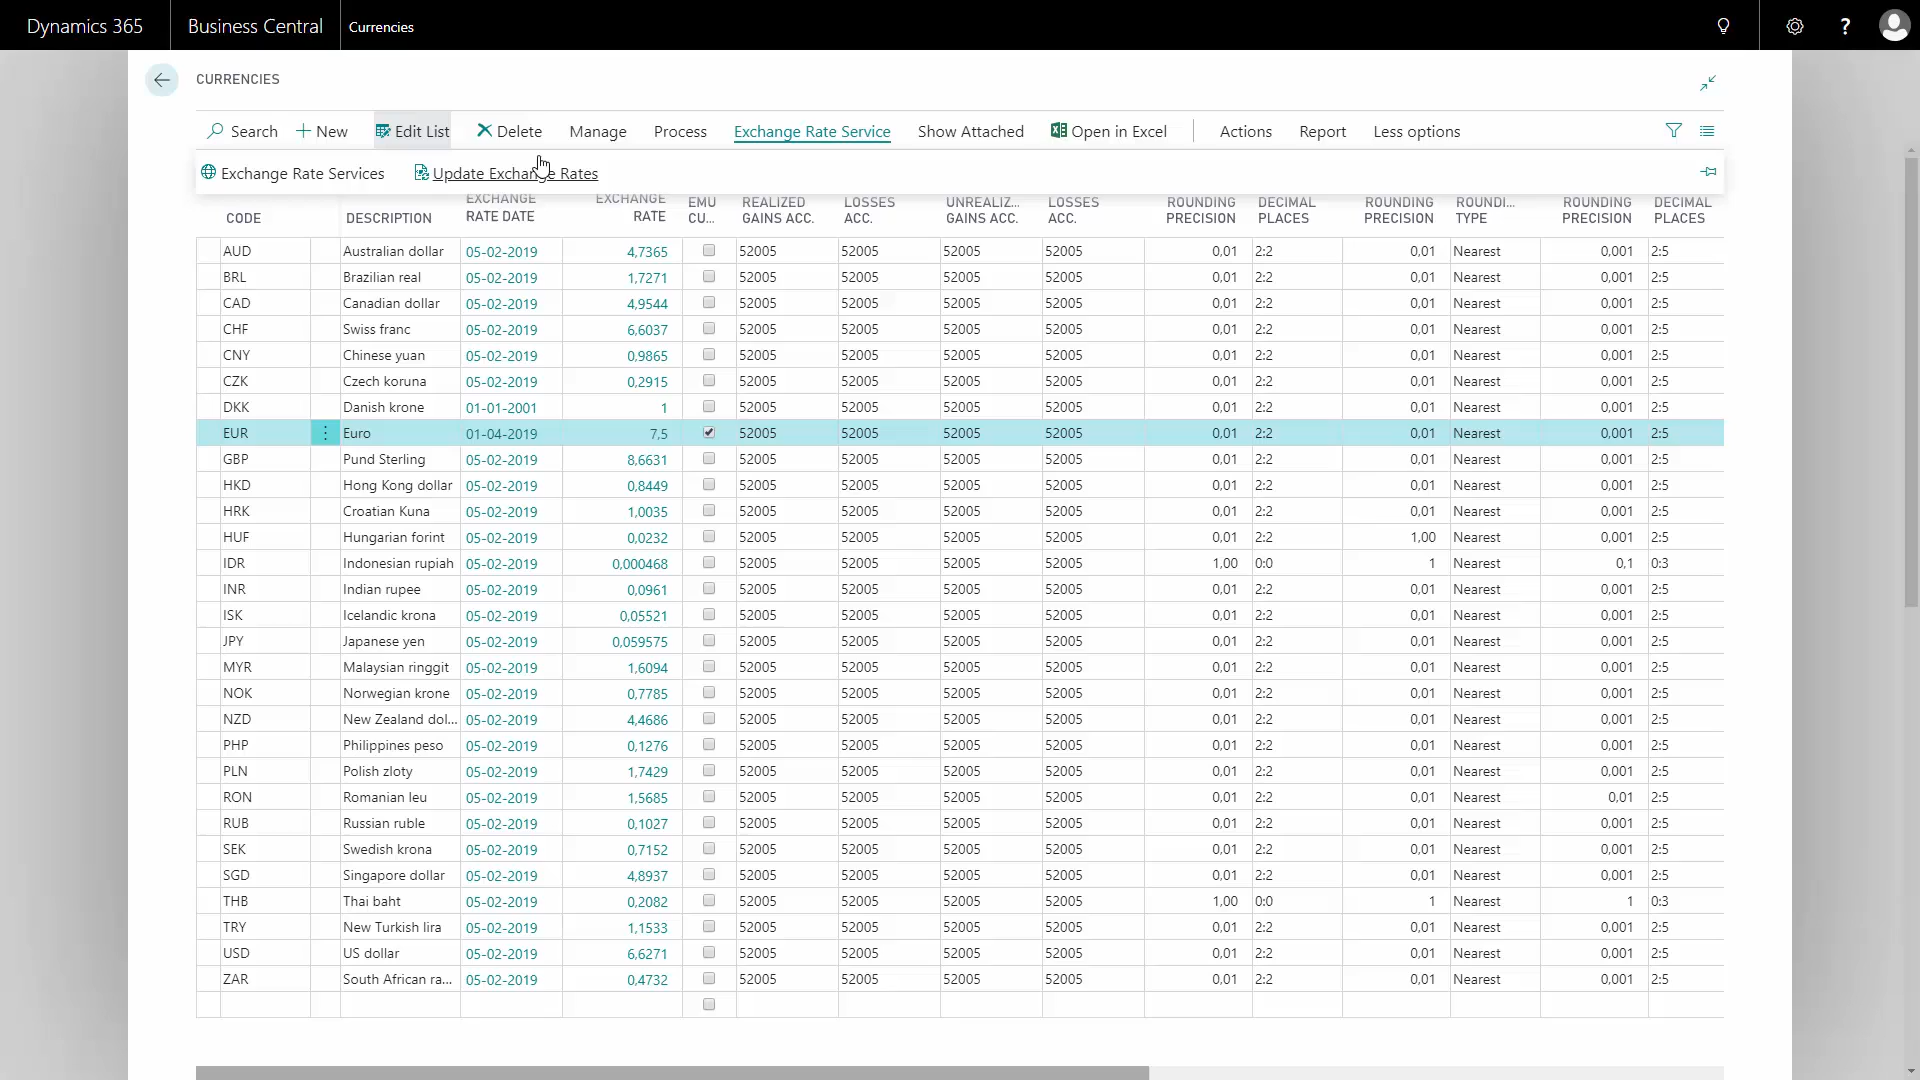 Dynamics 365 Business Central Currencies ?
CURRENCIES
Search New Edit List Delete Manage Process Exchange Rate Service Show Attached Open in Excel Actions Report Less options
Exchange Rate Services Update Exchange Rates
CODE DESCRIPTION EXCHANGE RATE DATE EXCHANGE RATE EMU CU... REALIZED GAINS ACC. LOSSES ACC. UNREALIZ... GAINS ACC. LOSSES ACC. ROUNDING PRECISION DECIMAL PLACES ROUNDING PRECISION ROUNDI... TYPE ROUNDING PRECISION DECIMAL PLACES
AUD Australian dollar 05-02-2019 4,7365 52005 52005 52005 52005 0,01 2:2 0,01 Nearest 0,001 2:5
BRL Brazilian real 05-02-2019 1,7271 52005 52005 52005 52005 0,01 2:2 0,01 Nearest 0,001 2:5
CAD Canadian dollar 05-02-2019 4,9544 52005 52005 52005 52005 0,01 2:2 0,01 Nearest 0,001 2:5
CHF Swiss franc 05-02-2019 6,6037 52005 52005 52005 52005 0,01 2:2 0,01 Nearest 0,001 2:5
CNY Chinese yuan 05-02-2019 0,9865 52005 52005 52005 52005 0,01 2:2 0,01 Nearest 0,001 2:5
CZK Czech koruna 05-02-2019 0,2915 52005 52005 52005 52005 0,01 2:2 0,01 Nearest 0,001 2:5
DKK Danish krone 01-01-2001 1 52005 52005 52005 52005 0,01 2:2 0,01 Nearest 0,001 2:5
EUR Euro 01-04-2019 7,5 52005 52005 52005 52005 0,01 2:2 0,01 Nearest 0,001 2:5
GBP Pund Sterling 05-02-2019 8,6631 52005 52005 52005 52005 0,01 2:2 0,01 Nearest 0,001 2:5
HKD Hong Kong dollar 05-02-2019 0,8449 52005 52005 52005 52005 0,01 2:2 0,01 Nearest 0,001 2:5
HRK Croatian Kuna 05-02-2019 1,0035 52005 52005 52005 52005 0,01 2:2 0,01 Nearest 0,001 2:5
HUF Hungarian forint 05-02-2019 0,0232 52005 52005 52005 52005 0,01 2:2 1,00 Nearest 0,001 2:5
IDR Indonesian rupiah 05-02-2019 0,000468 52005 52005 52005 52005 1,00 0:0 1 Nearest 0,1 0:3
INR Indian rupee 05-02-2019 0,0961 52005 52005 52005 52005 0,01 2:2 0,01 Nearest 0,001 2:5
ISK Icelandic krona 05-02-2019 0,05521 52005 52005 52005 52005 0,01 2:2 0,01 Nearest 0,001 2:5
JPY Japanese yen 05-02-2019 0,059575 52005 52005 52005 52005 0,01 2:2 0,01 Nearest 0,001 2:5
MYR Malaysian ringgit 05-02-2019 1,6094 52005 52005 52005 52005 0,01 2:2 0,01 Nearest 0,001 2:5
NOK Norwegian krone 05-02-2019 0,7785 52005 52005 52005 52005 0,01 2:2 0,01 Nearest 0,001 2:5
NZD New Zealand dol... 05-02-2019 4,4686 52005 52005 52005 52005 0,01 2:2 0,01 Nearest 0,001 2:5
PHP Philippines peso 05-02-2019 0,1276 52005 52005 52005 52005 0,01 2:2 0,01 Nearest 0,001 2:5
PLN Polish zloty 05-02-2019 1,7429 52005 52005 52005 52005 0,01 2:2 0,01 Nearest 0,001 2:5
RON Romanian leu 05-02-2019 1,5685 52005 52005 52005 52005 0,01 2:2 0,01 Nearest 0,01 2:5
RUB Russian ruble 05-02-2019 0,1027 52005 52005 52005 52005 0,01 2:2 0,01 Nearest 0,001 2:5
SEK Swedish krona 05-02-2019 0,7152 52005 52005 52005 52005 0,01 2:2 0,01 Nearest 0,001 2:5
SGD Singapore dollar 05-02-2019 4,8937 52005 52005 52005 52005 0,01 2:2 0,01 Nearest 0,001 2:5
THB Thai baht 05-02-2019 0,2082 52005 52005 52005 52005 1,00 0:0 1 Nearest 1 0:3
TRY New Turkish lira 05-02-2019 1,1533 52005 52005 52005 52005 0,01 2:2 0,01 Nearest 0,001 2:5
USD US dollar 05-02-2019 6,6271 52005 52005 52005 52005 0,01 2:2 0,01 Nearest 0,001 2:5
ZAR South African ra... 05-02-2019 0,4732 52005 52005 52005 52005 0,01 2:2 0,01 Nearest 0,001 2:5